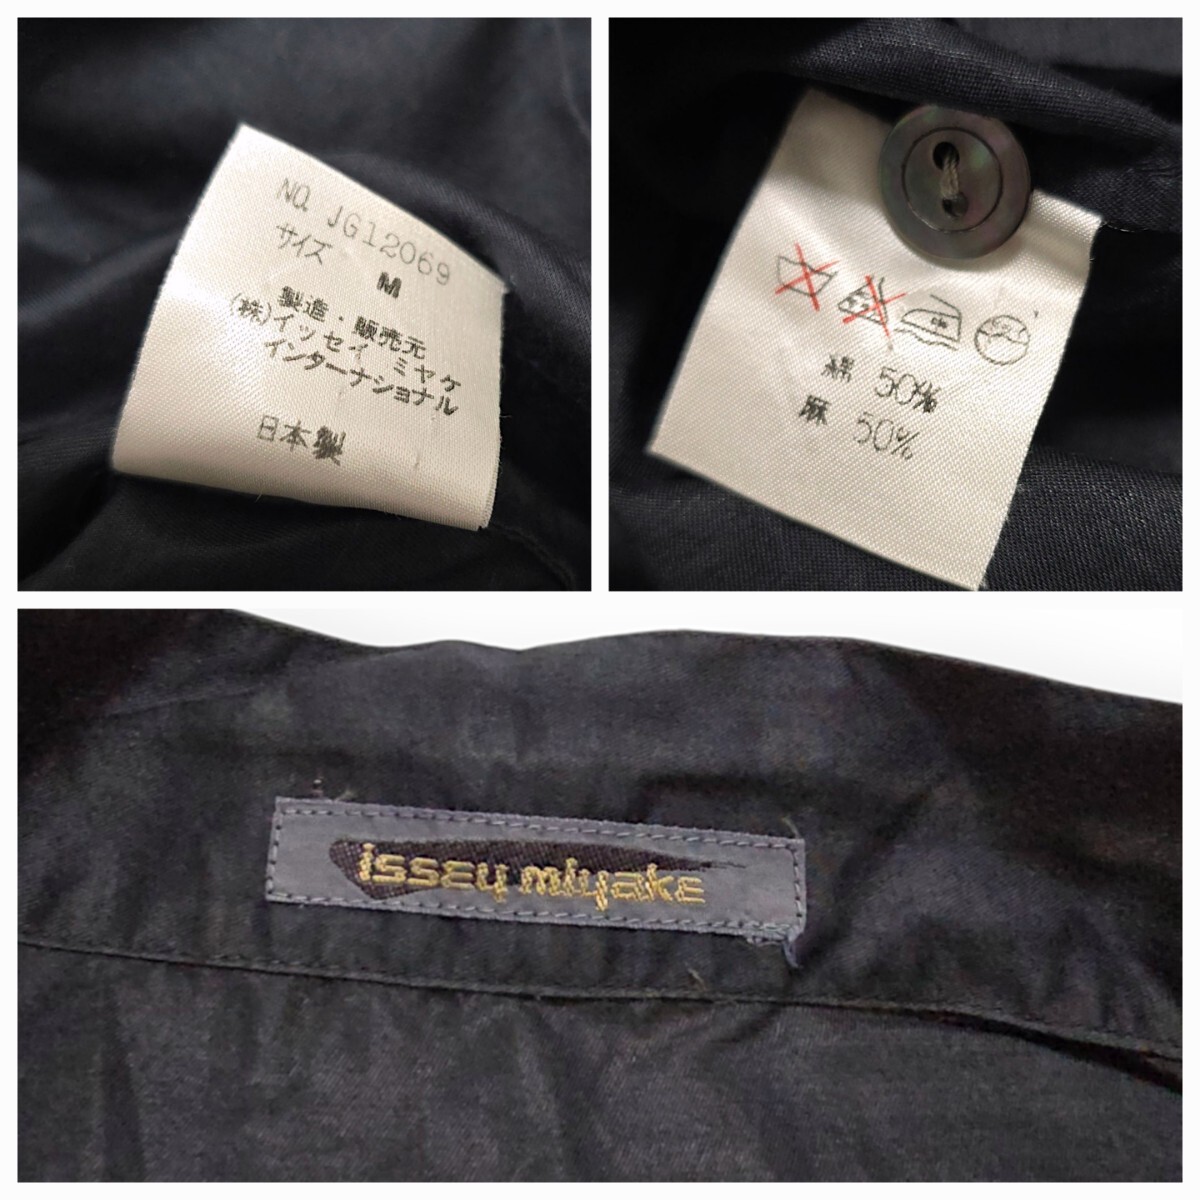 NO. JG12069
サイズ M
製造・販売元
(株)イッセイ ミヤケ
インターナショナル
日本製
綿 50%
麻 50%
issey miyake